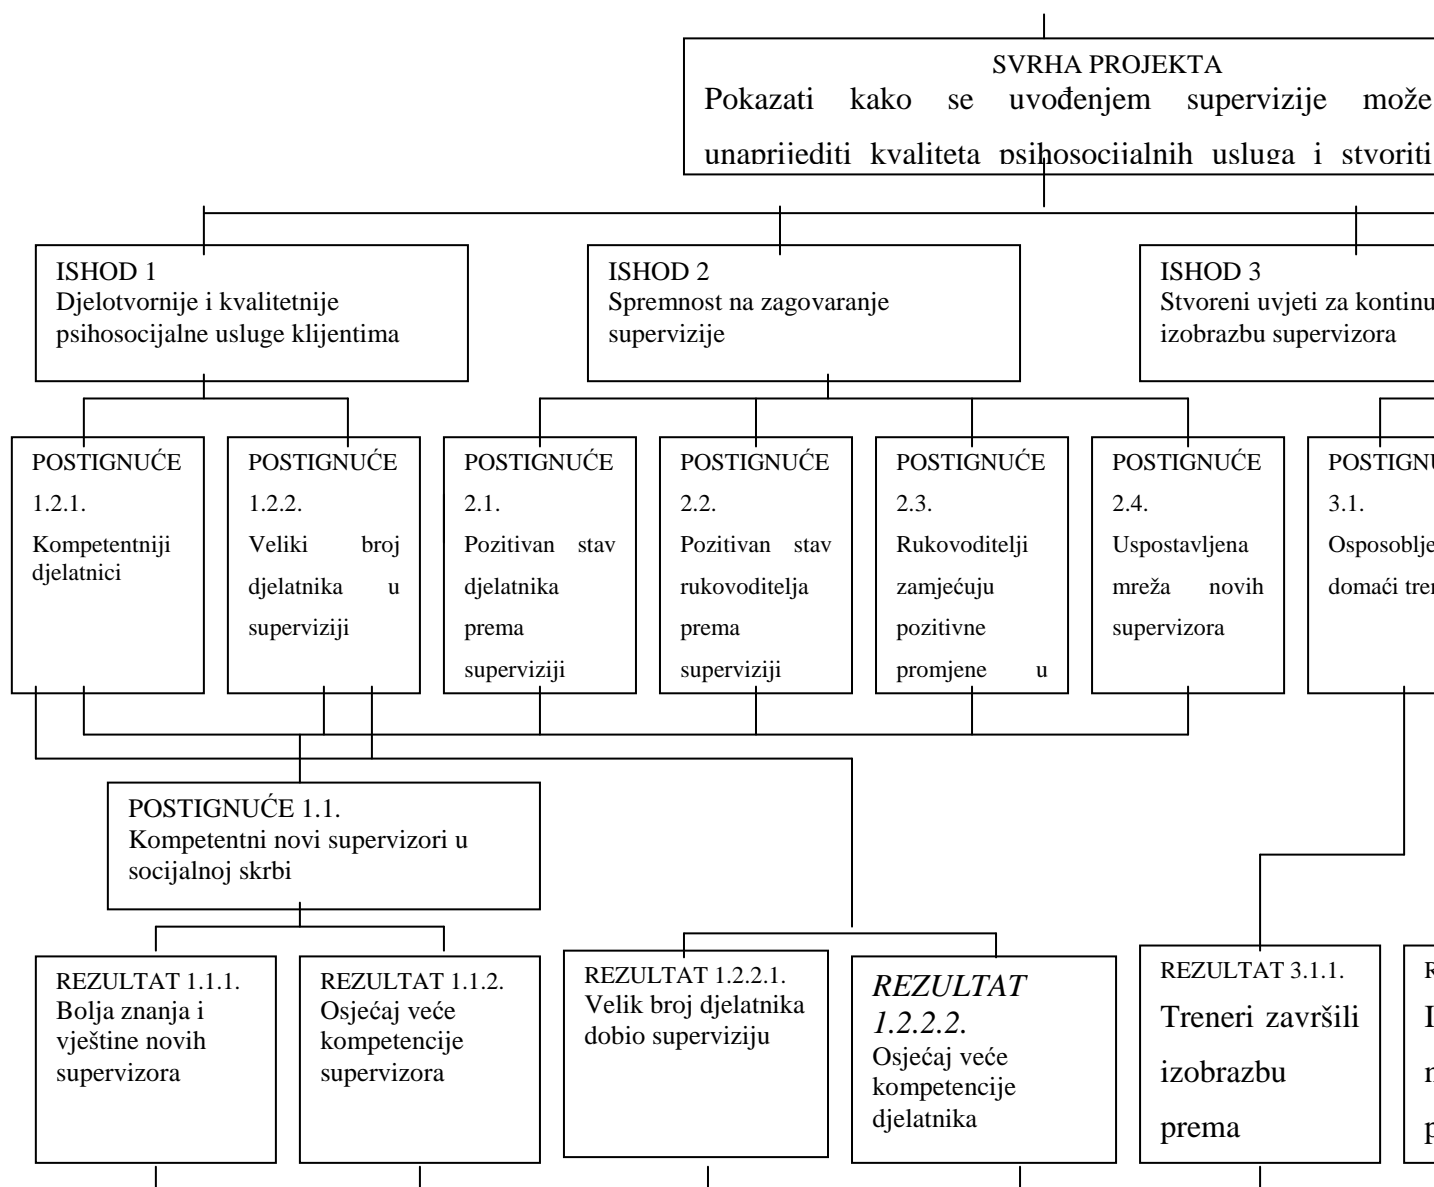 SVRHA PROJEKTA
Pokazati kako se uvođenjem supervizije može
unaprijediti kvaliteta psihosocijalnih usluga i stvoriti
ISHOD 1
Djelotvornije i kvalitetnije
psihosocijalne usluge klijentima
ISHOD 2
Spremnost na zagovaranje
supervizije
ISHOD 3
Stvoreni uvjeti za
izobrazbu supervizora
POSTIGNUĆE
1.2.1.
Kompetentniji
djelatnici
POSTIGNUĆE
1.2.2.
Veliki broj
djelatnika u
superviziji
POSTIGNUĆE
2.1.
Pozitivan stav
djelatnika
prema
superviziji
POSTIGNUĆE
2.2.
Pozitivan stav
rukovoditelja
prema
superviziji
POSTIGNUĆE
2.3.
Rukovoditelji
zamjećuju
pozitivne
promjene u
POSTIGNUĆE
2.4.
Uspostavljena
mreža novih
supervizora
3.1.
domaći
POSTIGNUĆE 1.1.
Kompetentni novi supervizori u
socijalnoj skrbi
REZULTAT 1.1.1.
Bolja znanja i
vještine novih
supervizora
REZULTAT 1.1.2.
Osjećaj veće
kompetencije
supervizora
REZULTAT 1.2.2.1.
Velik broj djelatnika
dobio superviziju
REZULTAT
1.2.2.2.
Osjećaj veće
kompetencije
djelatnika
REZULTAT 3.1.1.
Treneri završili
izobrazbu
prema